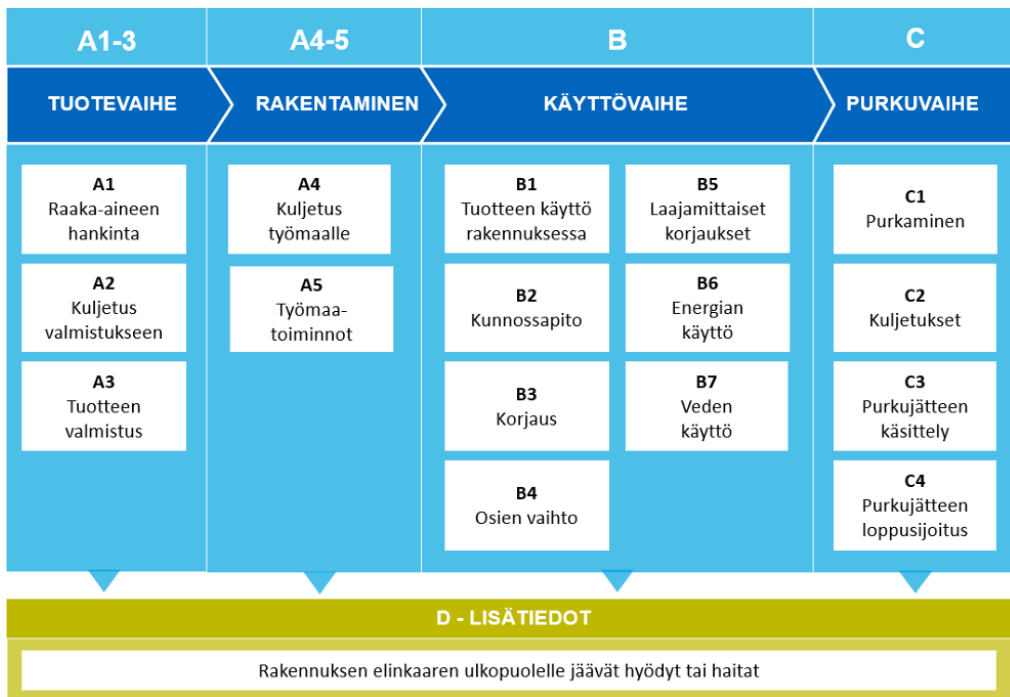 A1-3
A4-5
B
C
TUOTEVAIHE
RAKENTAMINEN
KÄYTTÖVAIHE
PURKUVAIHE
A1
Raaka-aineen
hankinta
A2
Kuljetus
valmistukseen
A3
Tuotteen
valmistus
A4
Kuljetus
työmaalle
A5
Työmaa-
toiminnot
B1
Tuotteen käyttö
rakennuksessa
B2
Kunnossapito
B3
Korjaus
B4
Osien vaihto
B5
Laajamittaiset
korjaukset
B6
Energian
käyttö
B7
Veden
käyttö
C1
Purkaminen
C2
Kuljetukset
C3
Purkujätteen
käsittely
C4
Purkujätteen
loppusijoitus
D - LISÄTIEDOT
Rakennuksen elinkaaren ulkopuolelle jäävät hyödyt tai haitat